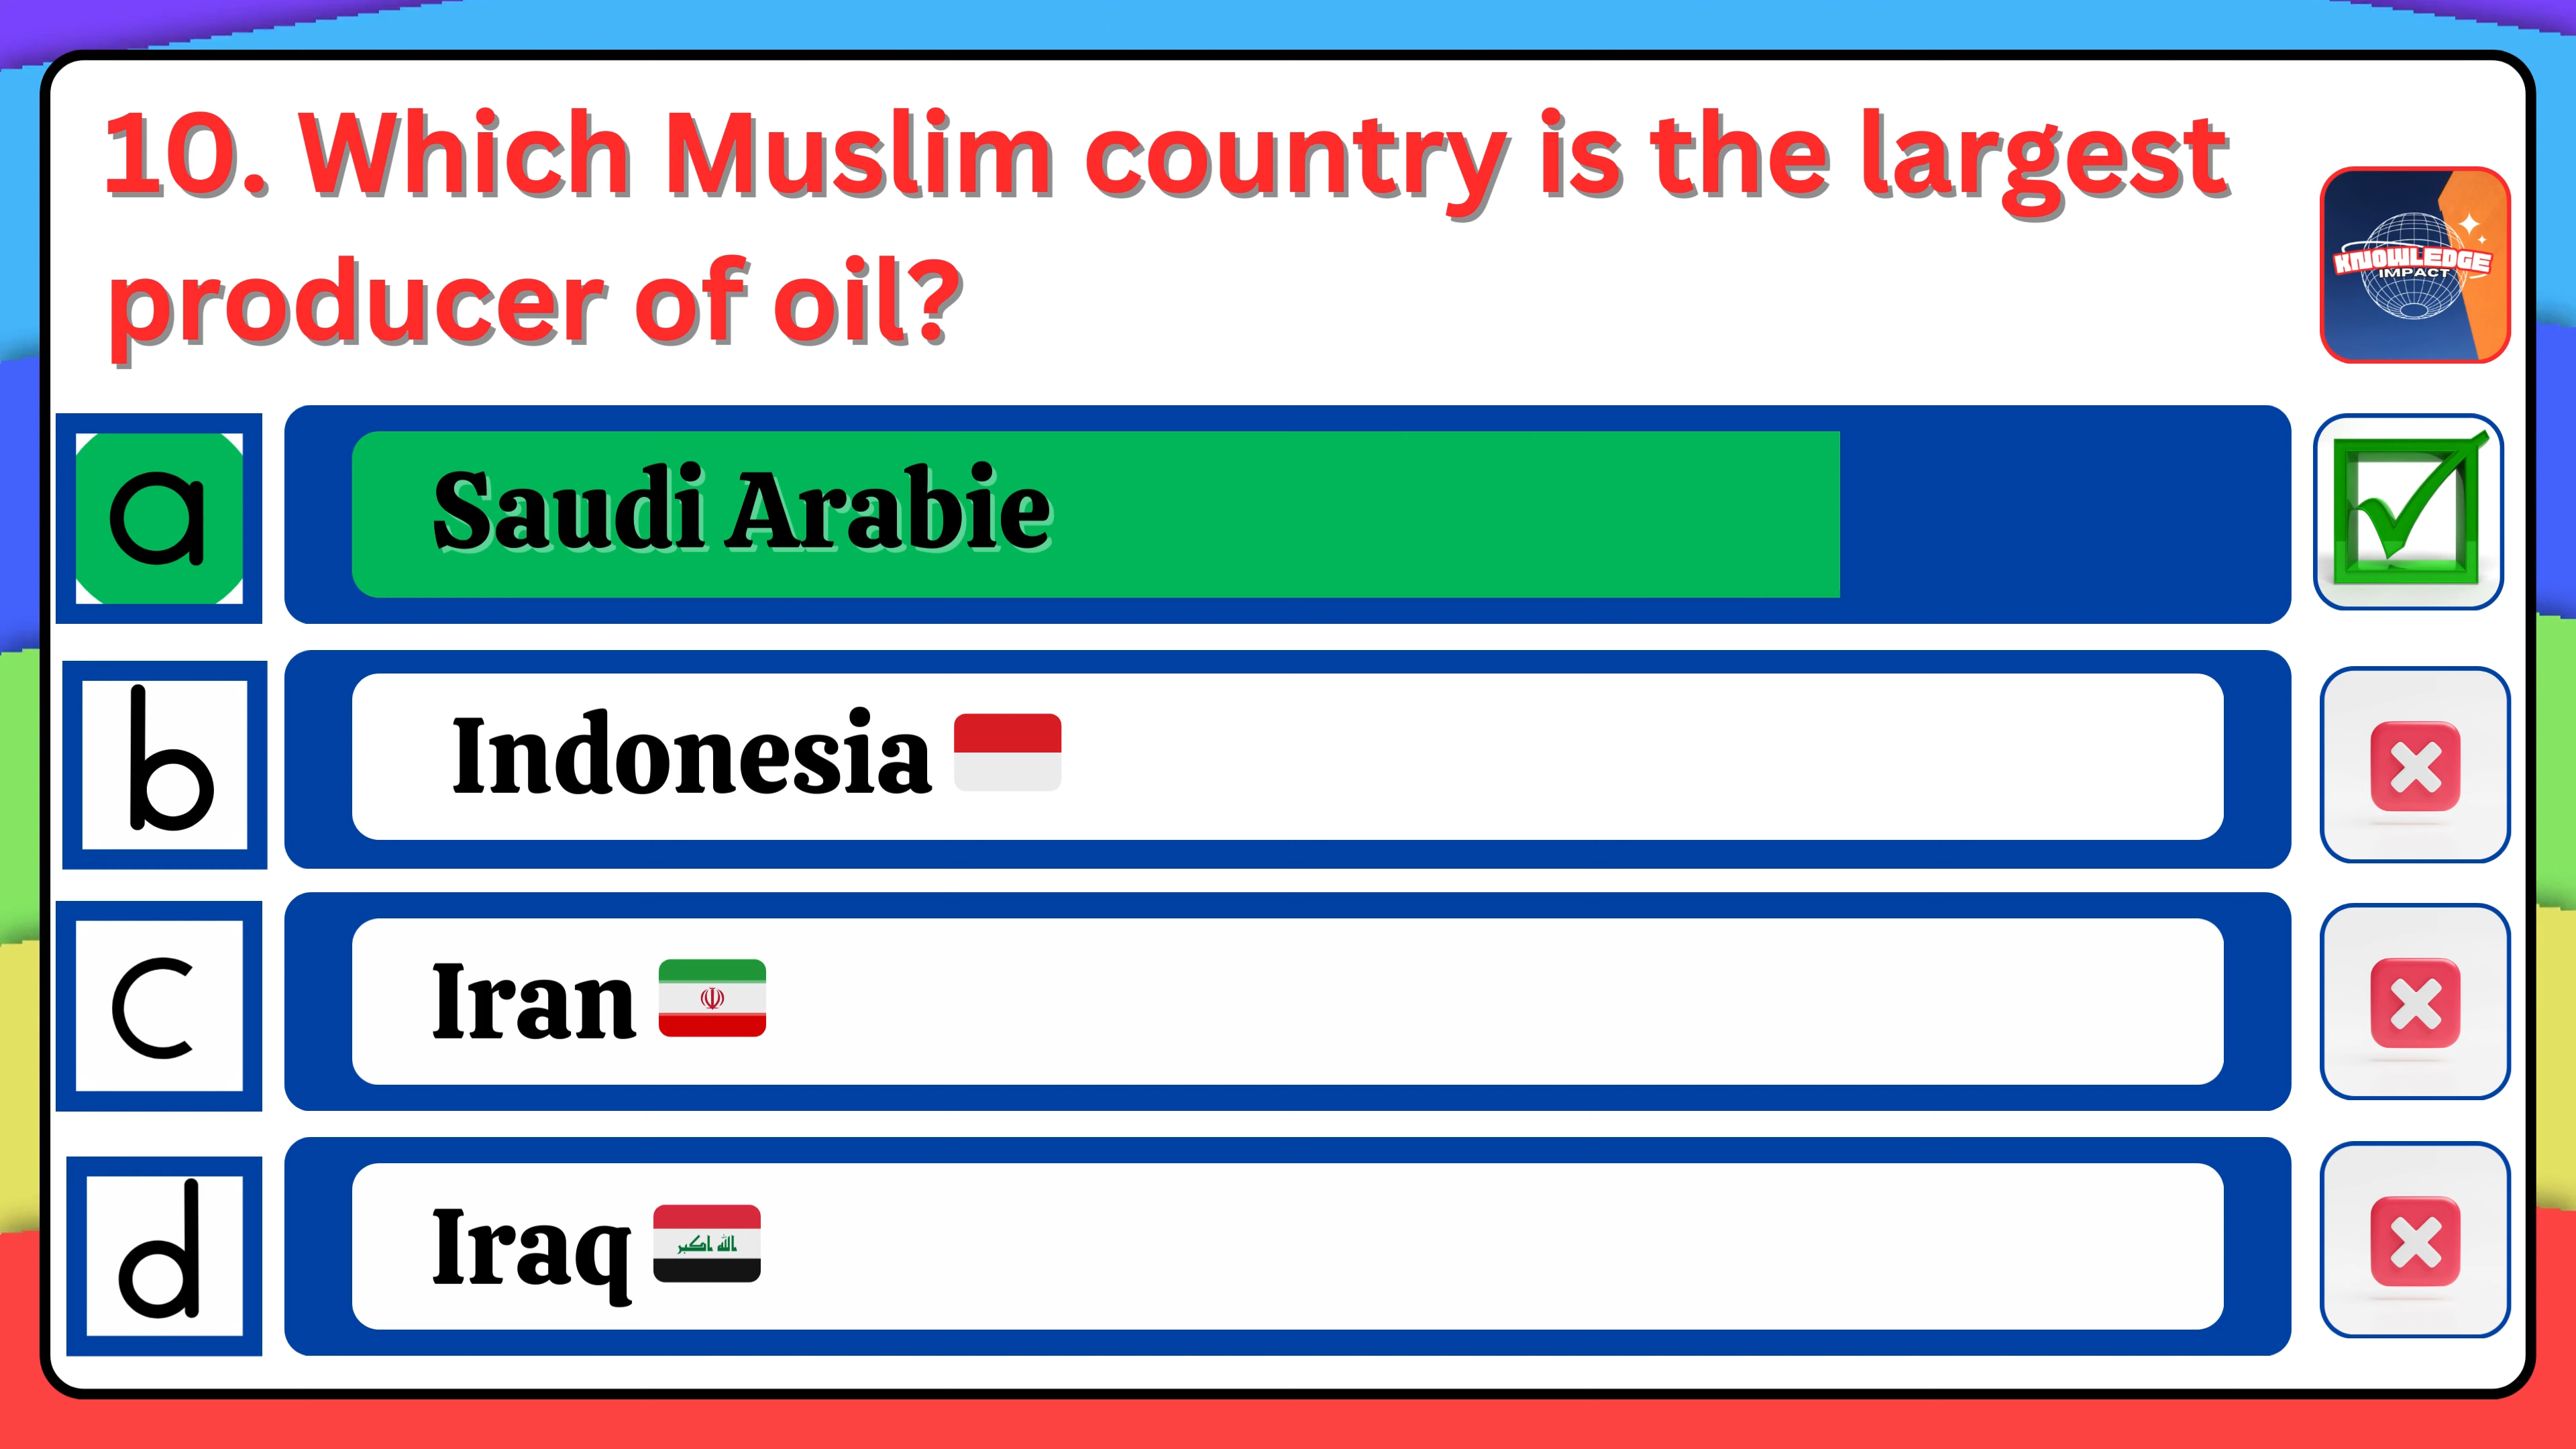 10. Which Muslim country is the largest
producer of oil?
KNOWLEDGE
IMPACT
a
Saudi Arabie
b
Indonesia
c
Iran
d
Iraq
الله اكبر